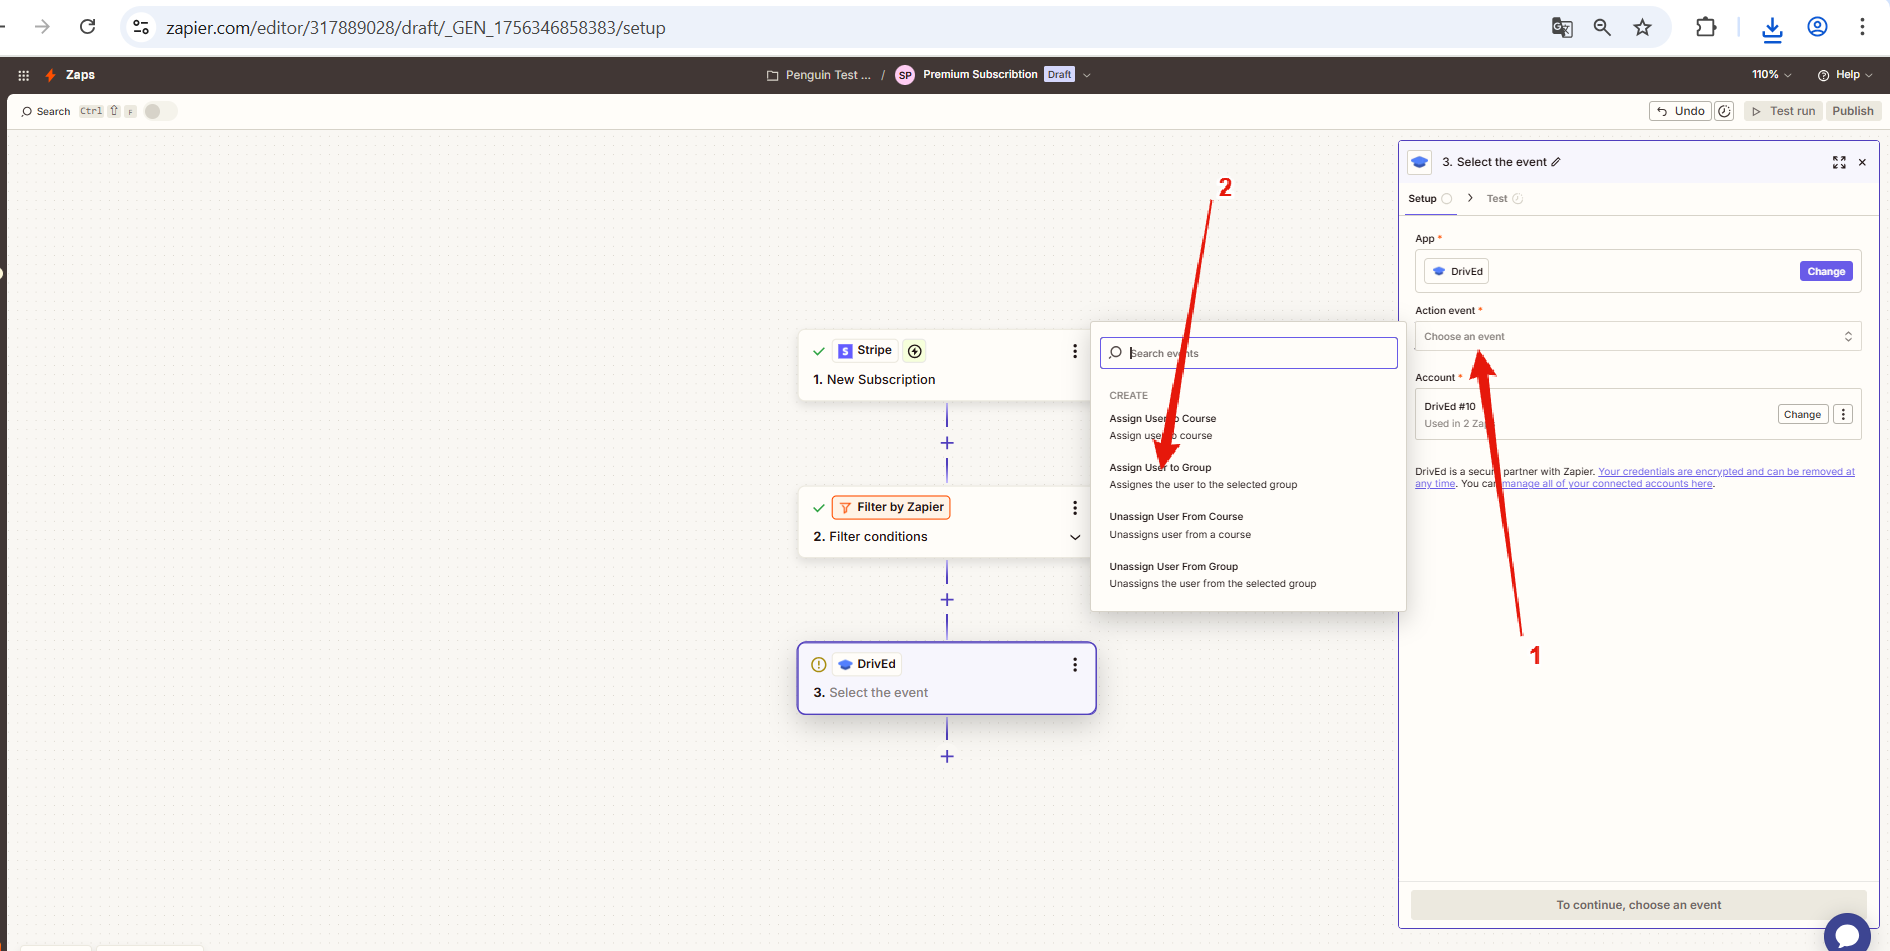 zapier.com/editor/317889028/draft/_GEN_1756346858383/setup
Zaps
Penguin Test ... / SP Premium Subscribtion Draft
110%
Help
Search Ctrl ⇧ F
Undo
Test run
Publish
2
3. Select the event
Setup
Test
App *
DrivEd
Change
Action event *
Choose an event
Account *
DrivEd #10
Used in 2 Za
Change
DrivEd is a secure partner with Zapier. Your credentials are encrypted and can be removed at
any time. You can manage all of your connected accounts here.
1
Stripe
1. New Subscription
Filter by Zapier
2. Filter conditions
DrivEd
3. Select the event
Search events
CREATE
Assign User to Course
Assign user to course
Assign User to Group
Assignes the user to the selected group
Unassign User From Course
Unassigns user from a course
Unassign User From Group
Unassigns the user from the selected group
To continue, choose an event